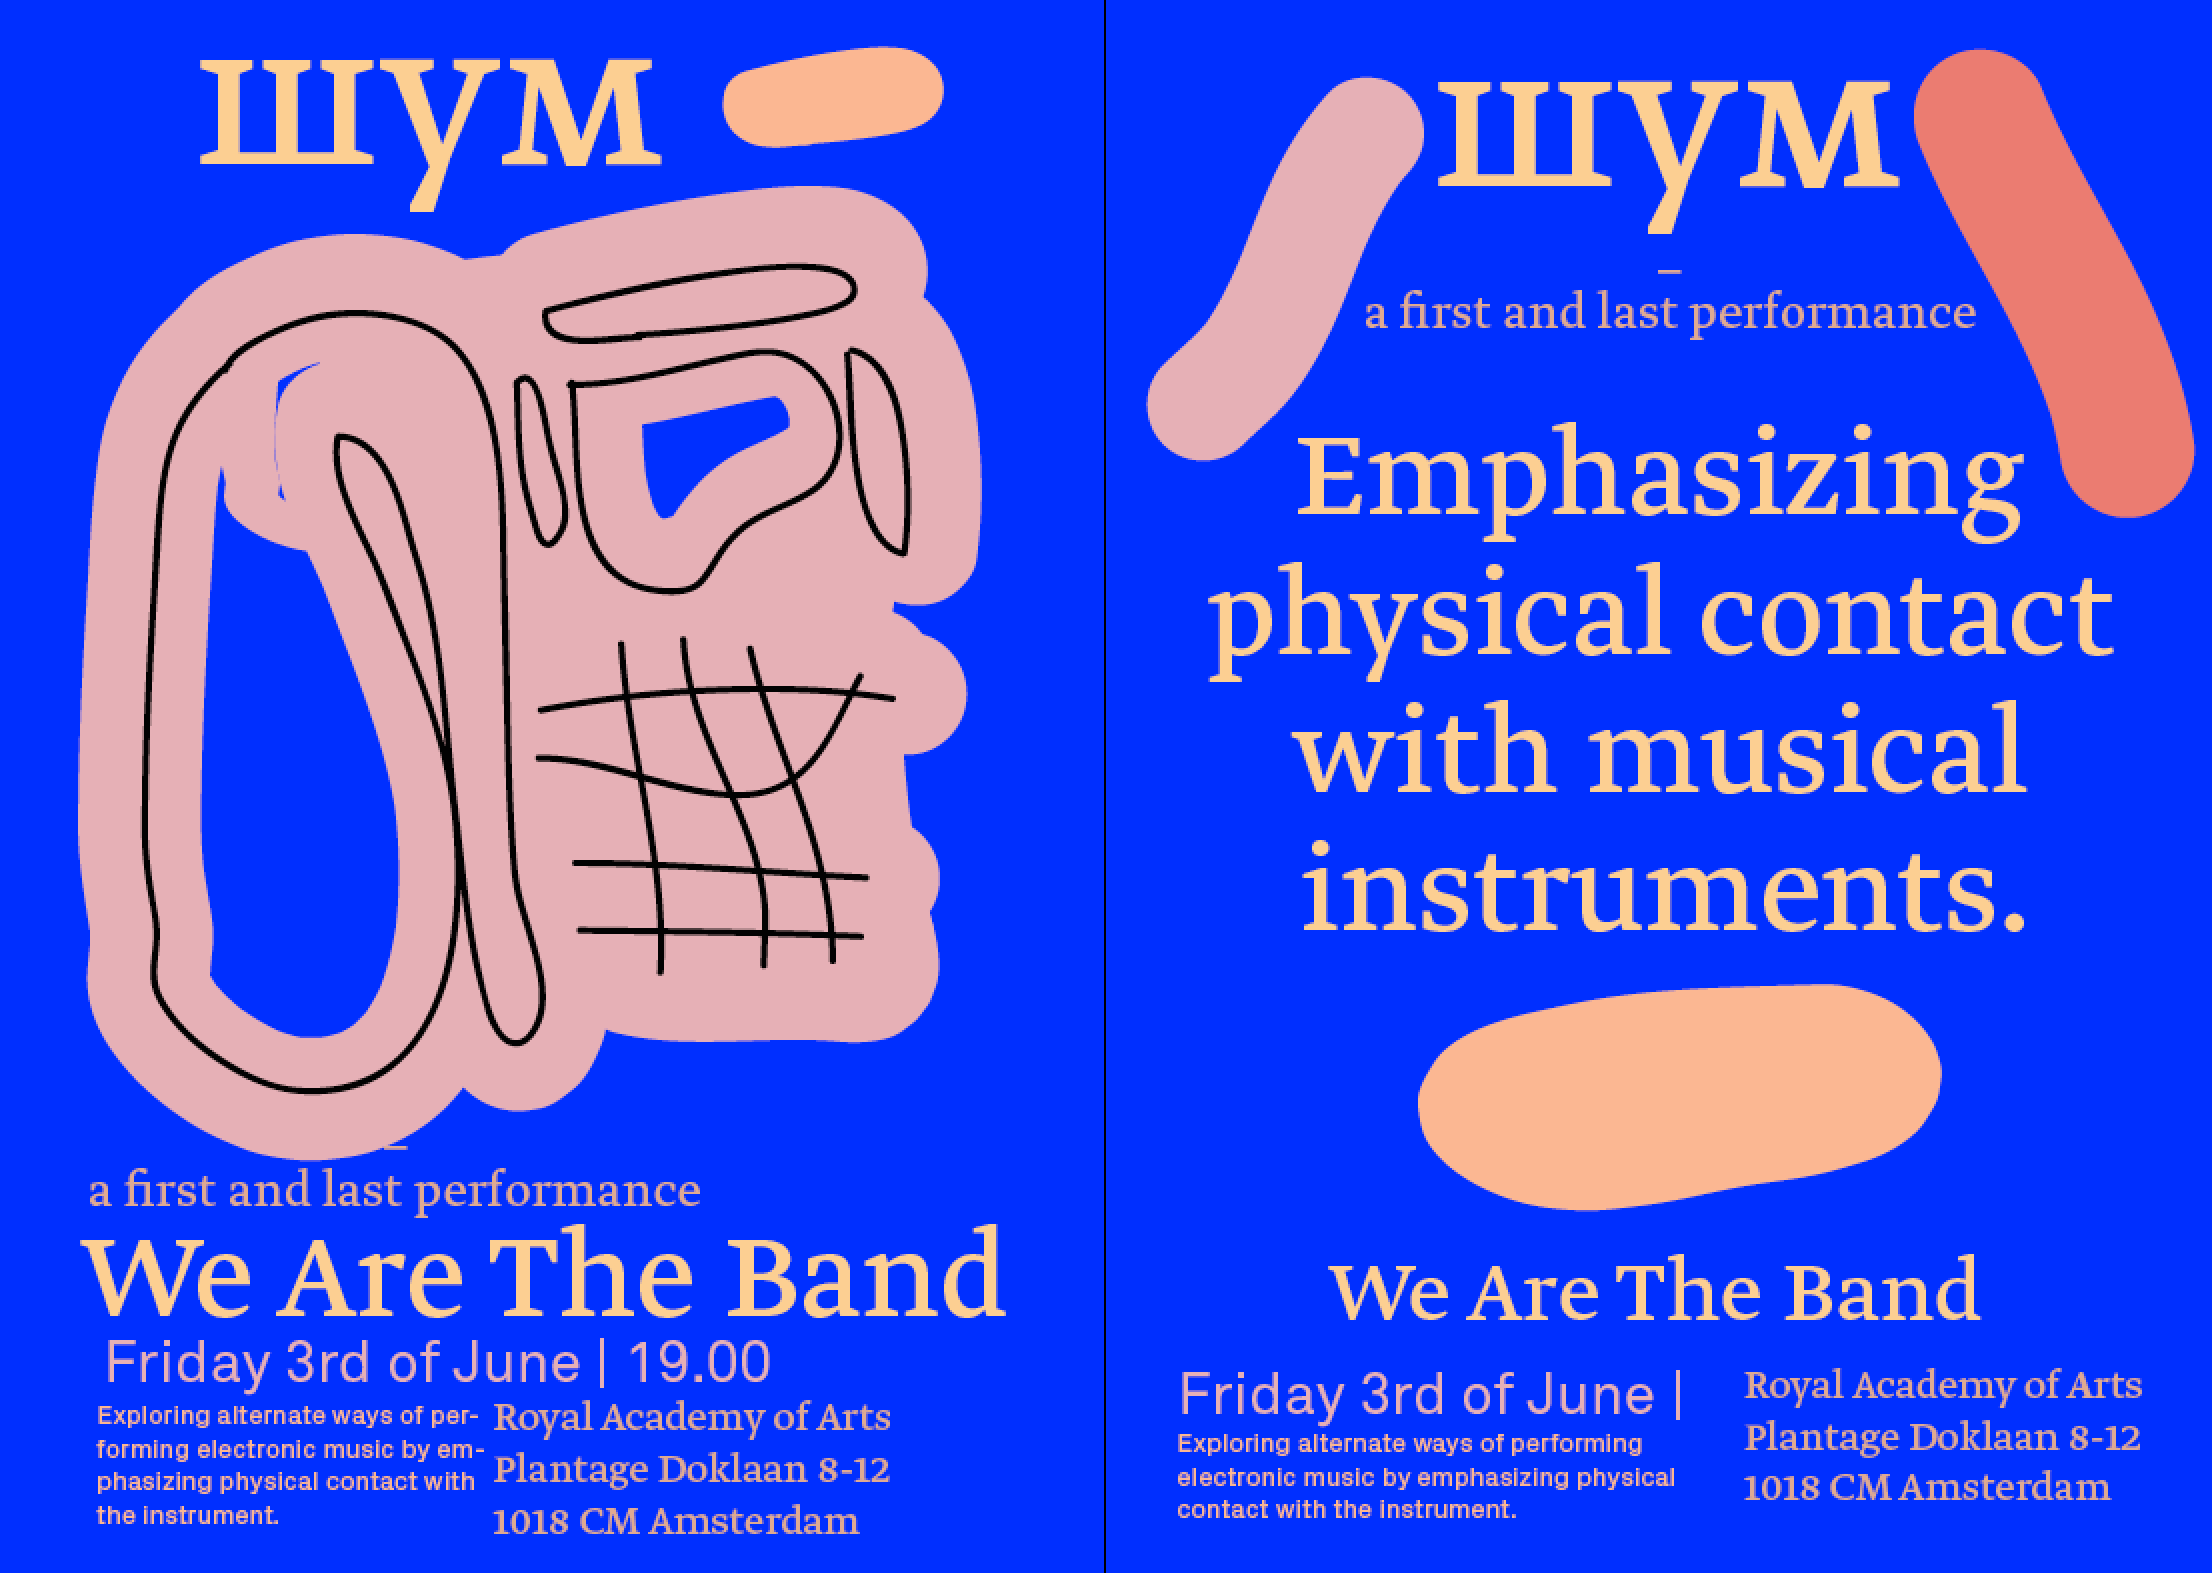 шум
a first and last performance
We Are The Band
Friday 3rd of June | 19.00
Exploring alternate ways of per-
forming electronic music by em-
phasizing physical contact with
the instrument.
Royal Academy of Arts
Plantage Doklaan 8-12
1018 CM Amsterdam
шум
–
a first and last performance
Emphasizing
physical contact
with musical
instruments.
We Are The Band
Friday 3rd of June |
Exploring alternate ways of performing
electronic music by emphasizing physical
contact with the instrument.
Royal Academy of Arts
Plantage Doklaan 8-12
1018 CM Amsterdam